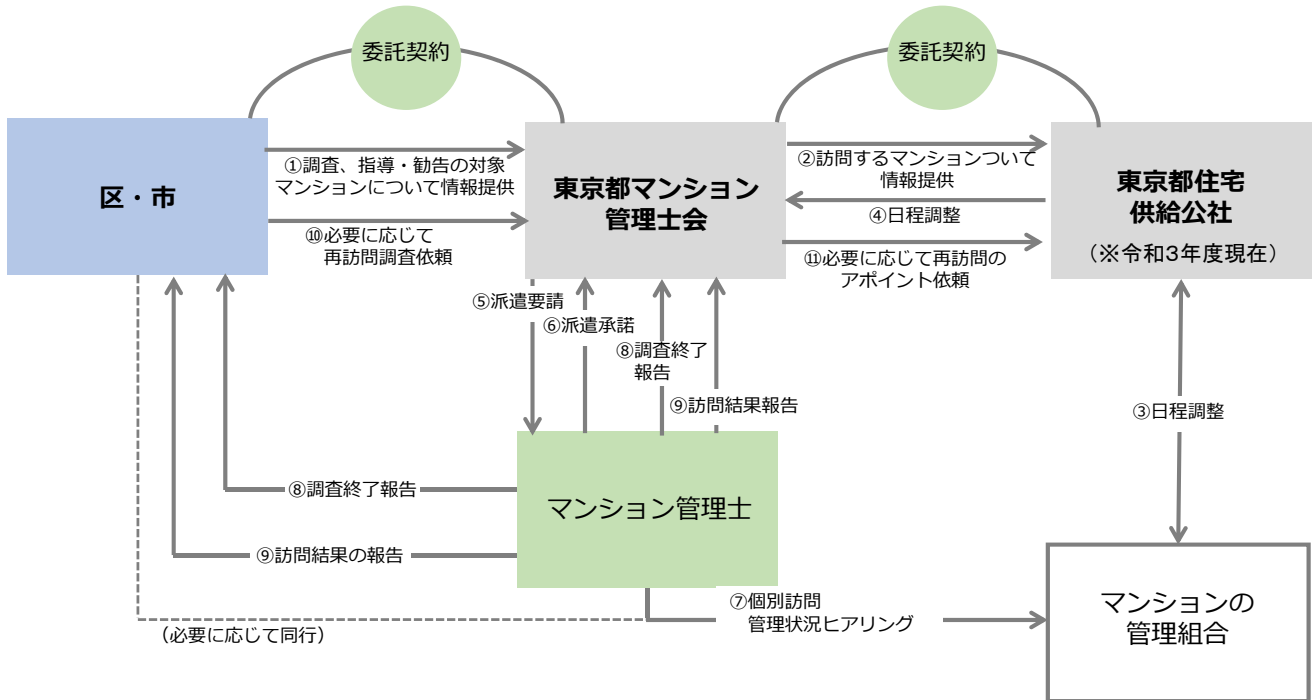 委託契約
委託契約
区・市
①調査、指導・勧告の対象
マンションについて情報提供
⑩必要に応じて
再訪問調査依頼
東京都マンション
管理士会
②訪問するマンションついて
情報提供
④日程調整
⑪必要に応じて再訪問の
アポイント依頼
東京都住宅
供給公社
（※令和3年度現在）
⑤派遣要請
⑥派遣承諾
⑧調査終了
報告
⑨訪問結果報告
③日程調整
⑧調査終了報告
マンション管理士
⑨訪問結果の報告
⑦個別訪問
管理状況ヒアリング
（必要に応じて同行）
マンションの
管理組合